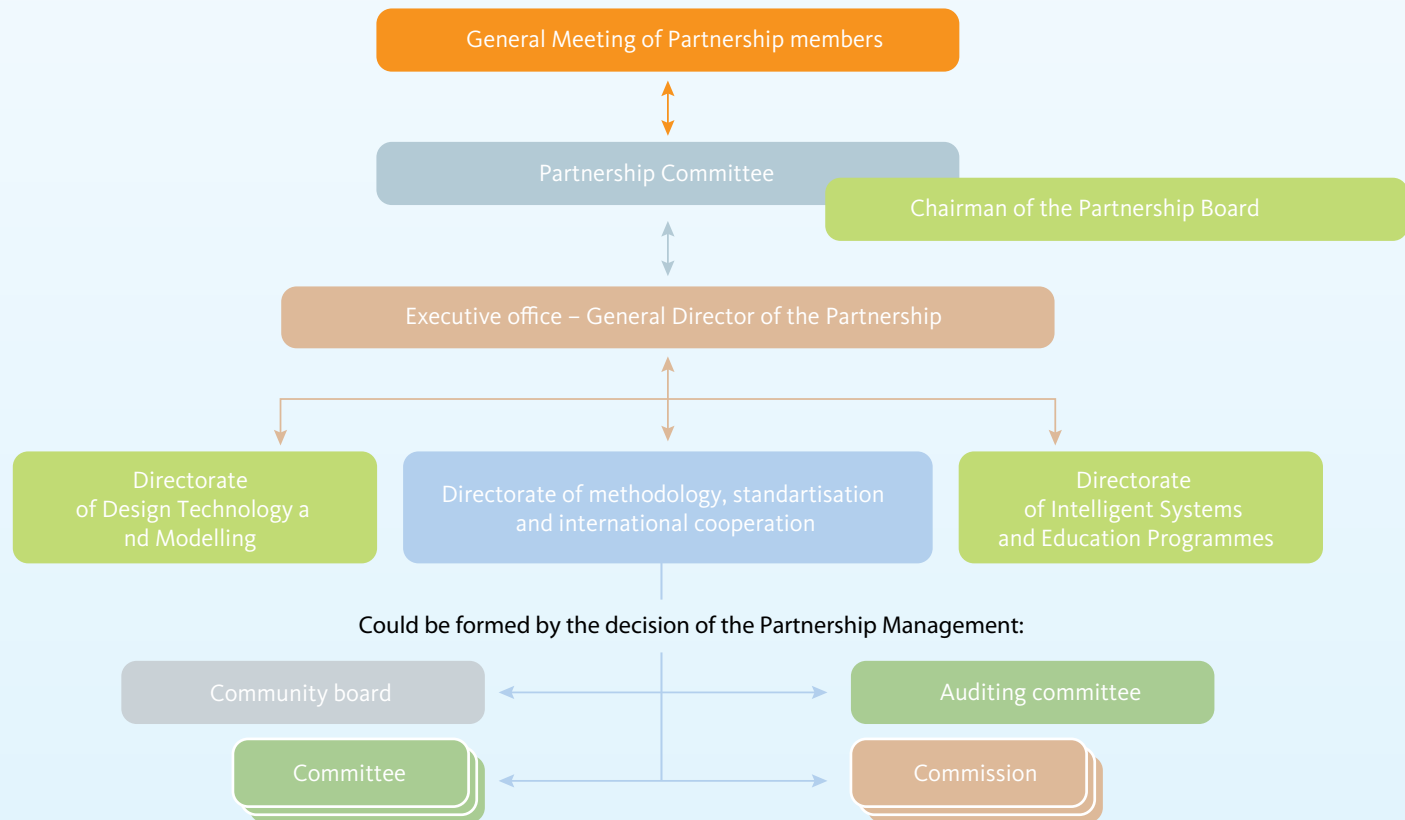 General Meeting of Partnership members
Partnership Committee
Chairman of the Partnership Board
Executive office – General Director of the Partnership
Directorate
of Design Technology a
nd Modelling
Directorate of methodology, standartisation
and international cooperation
Directorate
of Intelligent Systems
and Education Programmes
Could be formed by the decision of the Partnership Management:
Community board
Auditing committee
Committee
Commission